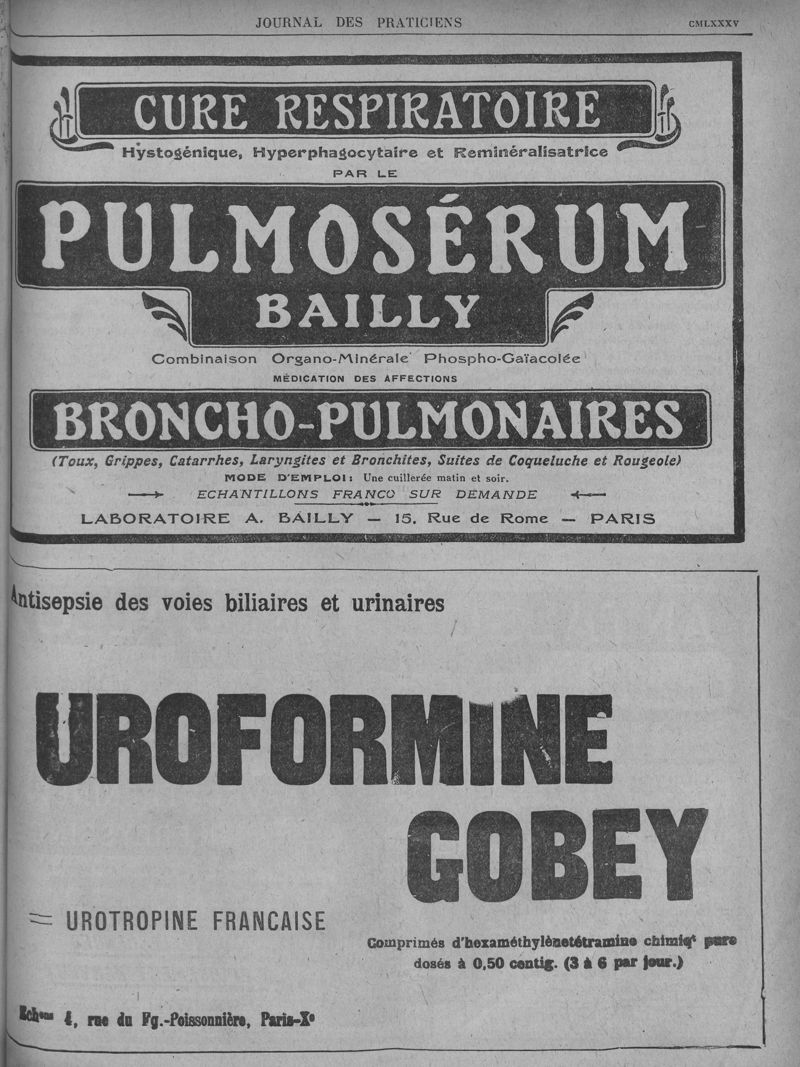 JOURNAL DES PRATICIENS
CMLXXXV
CURE RESPIRATOIRE
Hystogénique, Hyperphagocytaire et Reminéralisatrice
PAR LE
PULMOSÉRUM
BAILLY
Combinaison Organo-Minérale Phospho-Gaïacolée
MÉDICATION DES AFFECTIONS
BRONCHO-PULMONAIRES
(Toux, Grippes, Catarrhes, Laryngites et Bronchites, Suites de Coqueluche et Rougeole)
MODE D'EMPLOI: Une cuillerée matin et soir.
ECHANTILLONS FRANCO SUR DEMANDE
LABORATOIRE A. BAILLY — 15, Rue de Rome — PARIS
Antisepsie des voies biliaires et urinaires
UROFORMINE
GOBEY
= UROTROPINE FRANCAISE
Comprimés d'hexaméthylènetétramine chimiqt pure
dosés à 0,50 centig. (3 à 6 par jour.)
Echons 4, rue du Fg.-Poissonnière, Paris-Xe